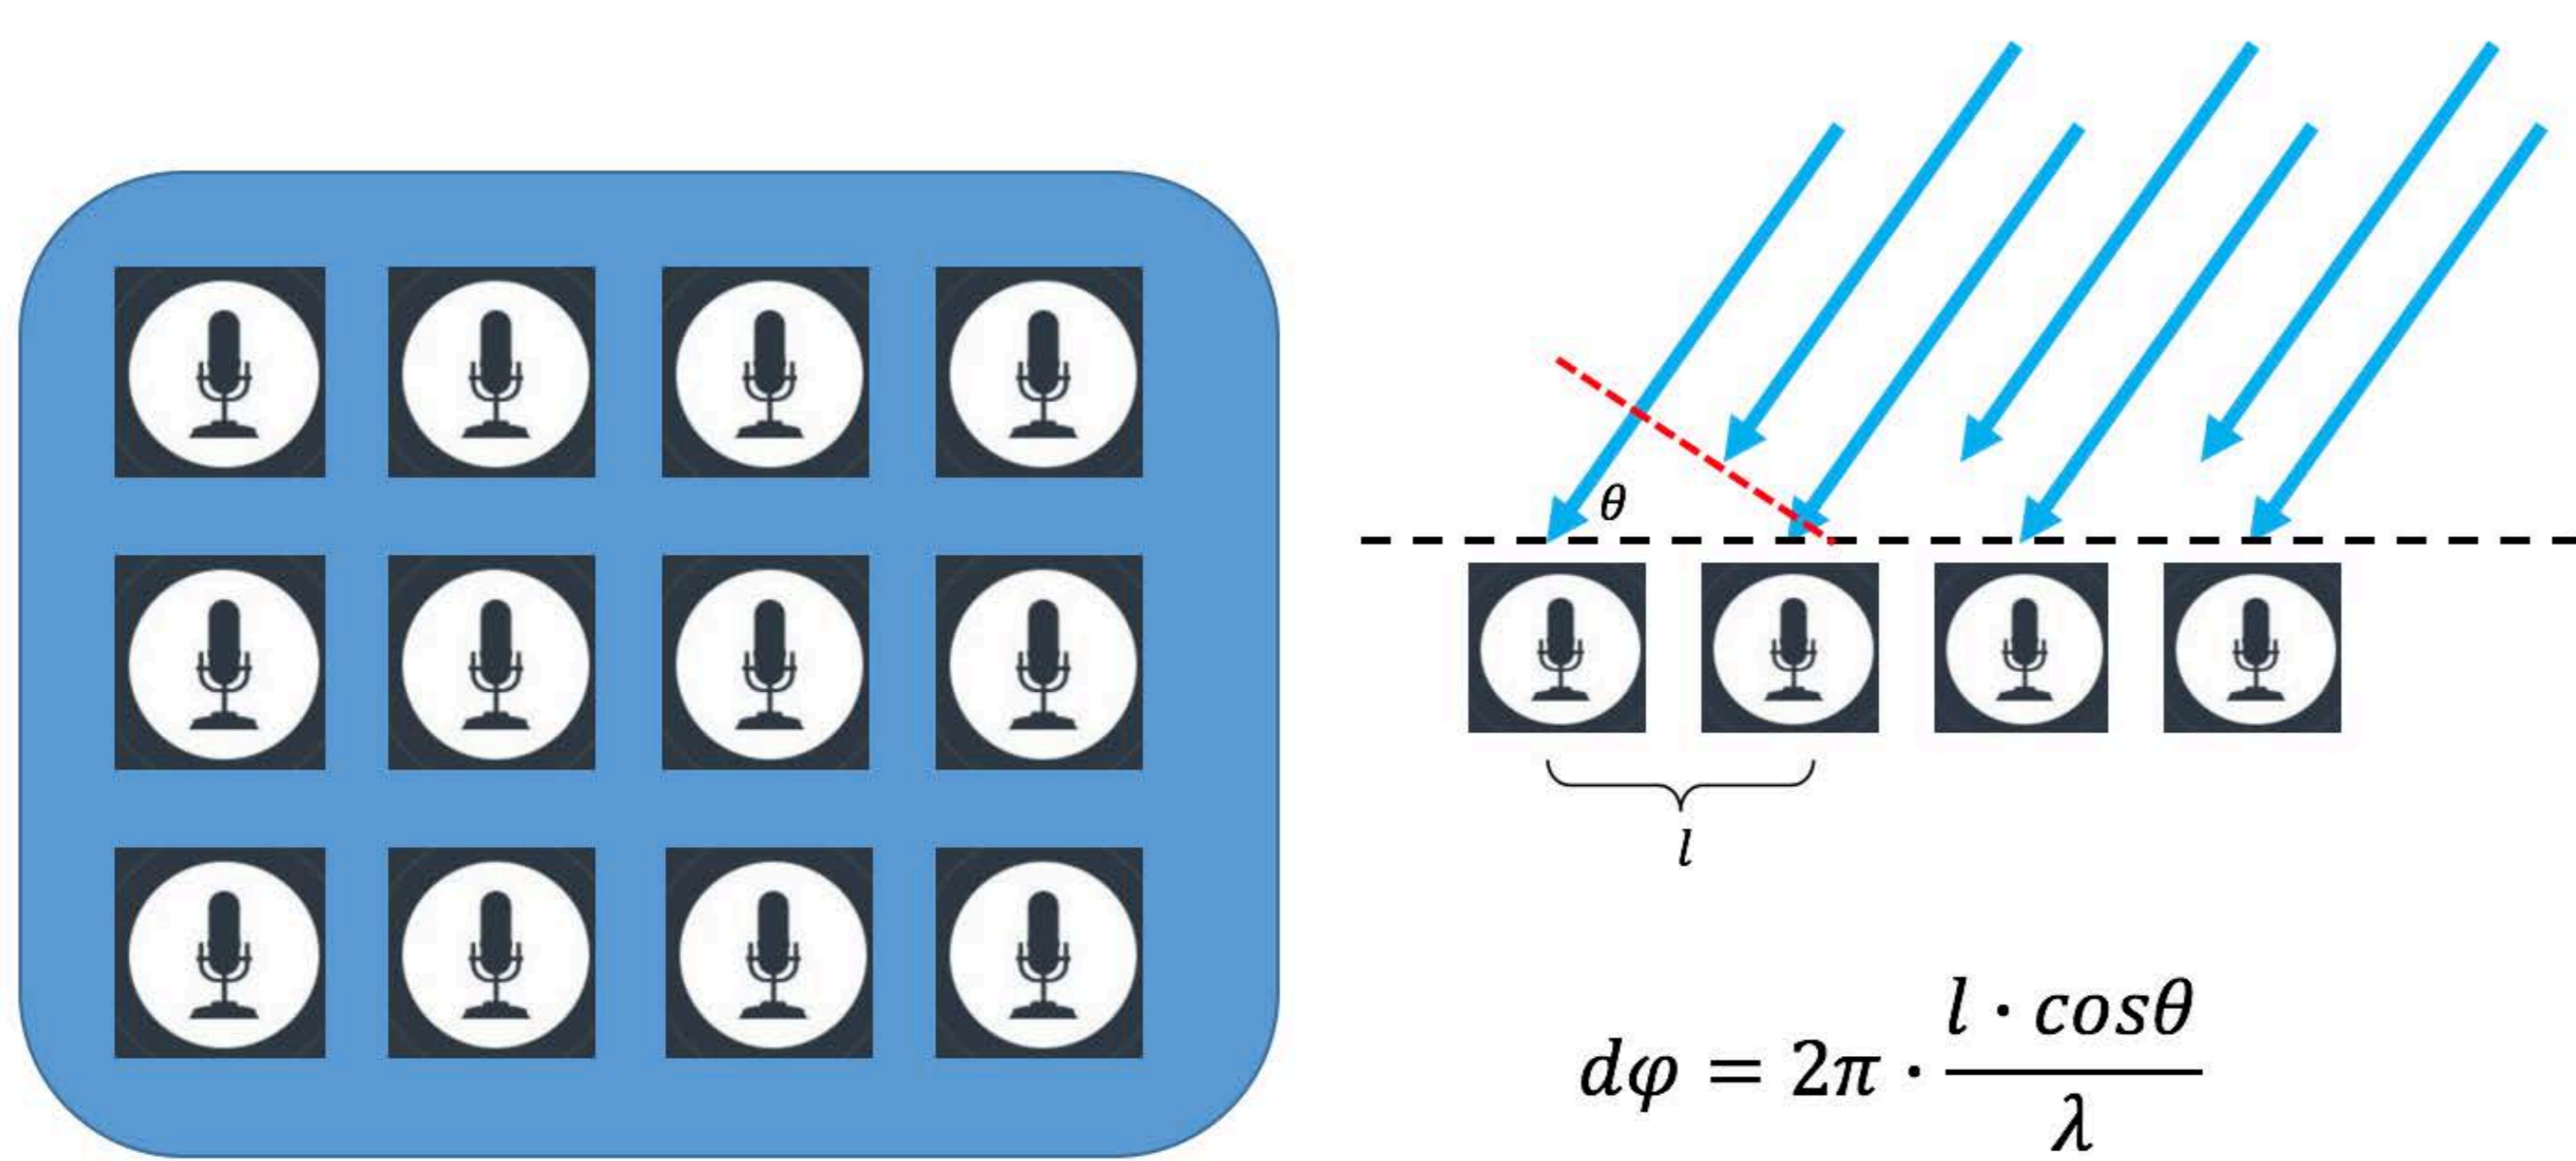 θ
l
dφ = 2π · l · cosθ / λ